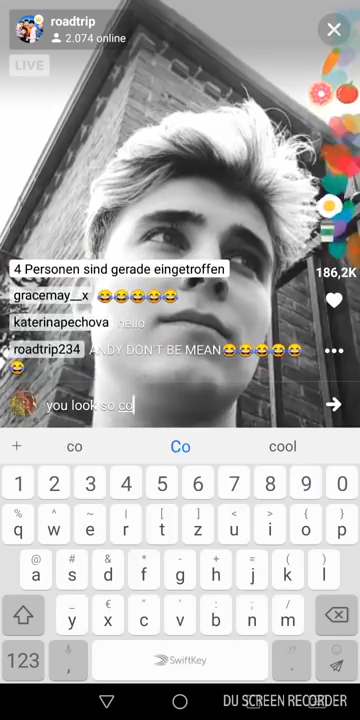 roadtrip
2.074 online
LIVE
4 Personen sind gerade eingetroffen
186,2K
gracemay__x 😂😂😂😂😂
katerinapechova hello
roadtrip234 ANDY DON'T BE MEAN😂😂😂😂😂
😂
you look so co
+ co Co cool
1 2 3 4 5 6 7 8 9 0
% ^ ~ | [ ] < > { }
q w e r t z u i o p
@ # & * - + = ( )
a s d f g h j k l
_ € " ' : ; /
y x c v b n m
123 , SwiftKey .
DU SCREEN RECORDER